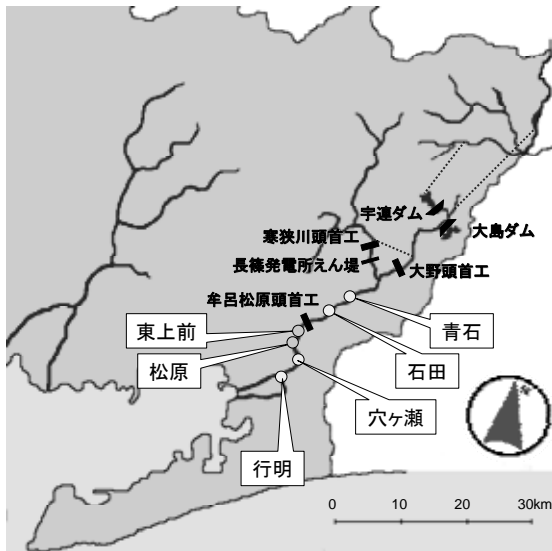 宇連ダム
大島ダム
寒狭川頭首工
長篠発電所えん堤
大野頭首工
牟呂松原頭首工
東上前
青石
松原
石田
穴ヶ瀬
行明
0 10 20 30km